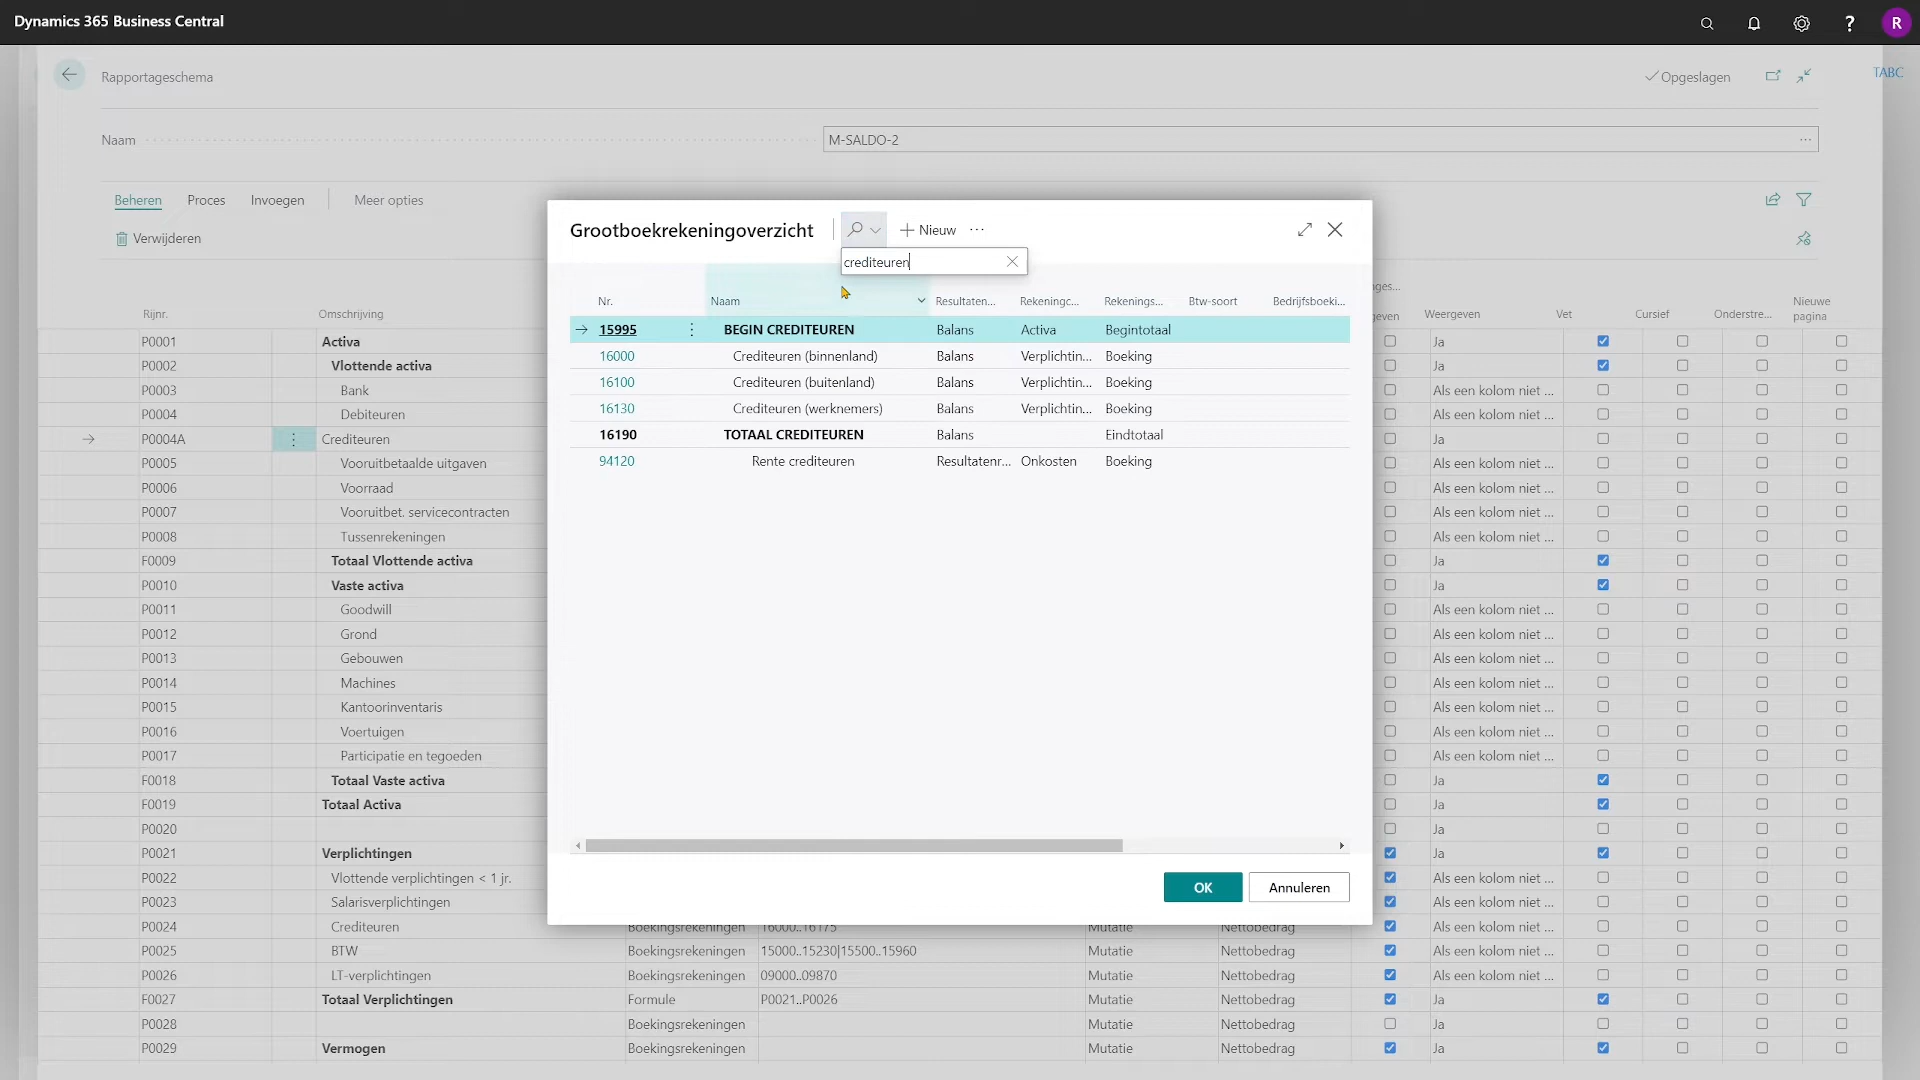 Dynamics 365 Business Central
?
R
Rapportageschema
Opgeslagen
TABC
Naam
M-SALDO-2
Beheren Proces Invoegen Meer opties
Verwijderen
Rijnr. Omschrijving
Weergeven Vet Cursief Onderstre... Nieuwe pagina
P0001 Activa Ja
P0002 Vlottende activa Ja
P0003 Bank Als een kolom niet ...
P0004 Debiteuren Als een kolom niet ...
P0004A Crediteuren Ja
P0005 Vooruitbetaalde uitgaven Als een kolom niet ...
P0006 Voorraad Als een kolom niet ...
P0007 Vooruitbet. servicecontracten Als een kolom niet ...
P0008 Tussenrekeningen Als een kolom niet ...
F0009 Totaal Vlottende activa Ja
P0010 Vaste activa Ja
P0011 Goodwill Als een kolom niet ...
P0012 Grond Als een kolom niet ...
P0013 Gebouwen Als een kolom niet ...
P0014 Machines Als een kolom niet ...
P0015 Kantoorinventaris Als een kolom niet ...
P0016 Voertuigen Als een kolom niet ...
P0017 Participatie en tegoeden Als een kolom niet ...
F0018 Totaal Vaste activa Ja
F0019 Totaal Activa Ja
P0020 Ja
P0021 Verplichtingen Ja
P0022 Vlottende verplichtingen < 1 jr. Als een kolom niet ...
P0023 Salarisverplichtingen Als een kolom niet ...
P0024 Crediteuren Boekingsrekeningen 16000..16175 Mutatie Nettobedrag Als een kolom niet ...
P0025 BTW Boekingsrekeningen 15000..15230|15500..15960 Mutatie Nettobedrag Als een kolom niet ...
P0026 LT-verplichtingen Boekingsrekeningen 09000..09870 Mutatie Nettobedrag Als een kolom niet ...
F0027 Totaal Verplichtingen Formule P0021..P0026 Mutatie Nettobedrag Ja
P0028 Boekingsrekeningen Mutatie Nettobedrag Ja
P0029 Vermogen Boekingsrekeningen Mutatie Nettobedrag Ja
Grootboekrekeningoverzicht
Nieuw ...
crediteuren
Nr. Naam Resultaten... Rekeningc... Rekenings... Btw-soort Bedrijfsboeki...
15995 BEGIN CREDITEUREN Balans Activa Begintotaal
16000 Crediteuren (binnenland) Balans Verplichtin... Boeking
16100 Crediteuren (buitenland) Balans Verplichtin... Boeking
16130 Crediteuren (werknemers) Balans Verplichtin... Boeking
16190 TOTAAL CREDITEUREN Balans Eindtotaal
94120 Rente crediteuren Resultatenr... Onkosten Boeking
OK Annuleren